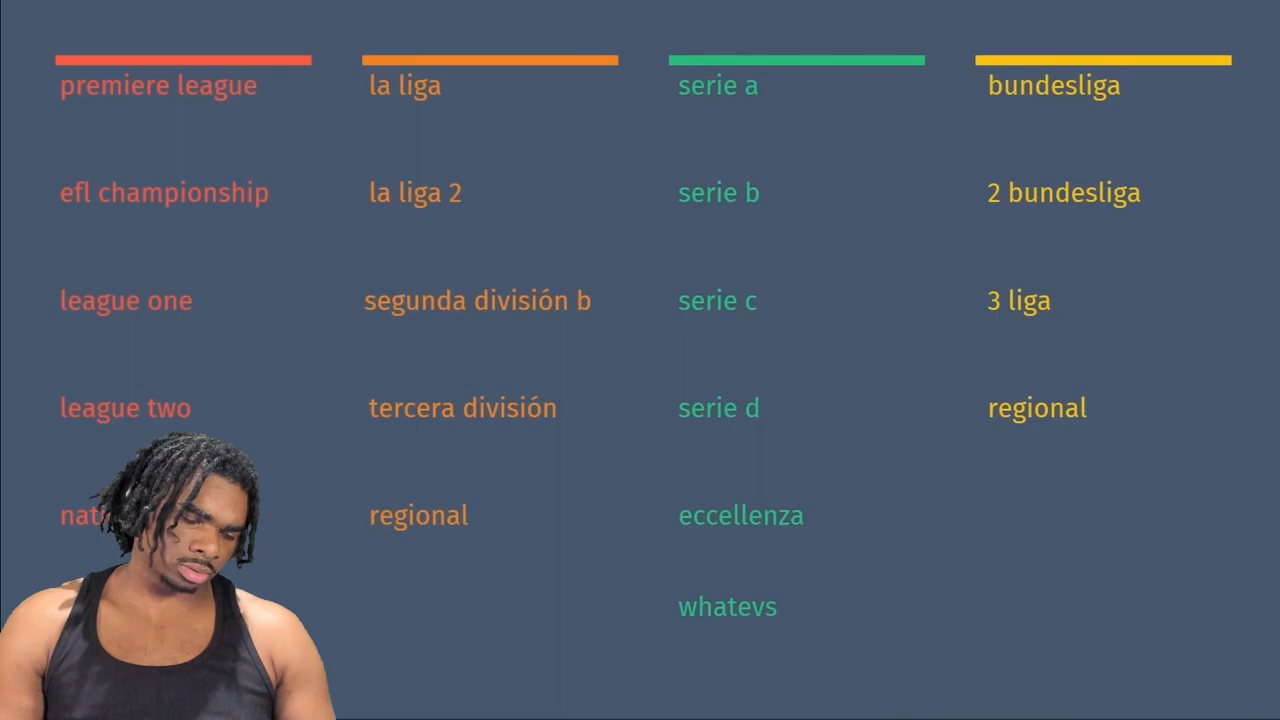 premiere league
efl championship
league one
league two
la liga
la liga 2
segunda división b
tercera división
regional
serie a
serie b
serie c
serie d
eccellenza
whatevs
bundesliga
2 bundesliga
3 liga
regional